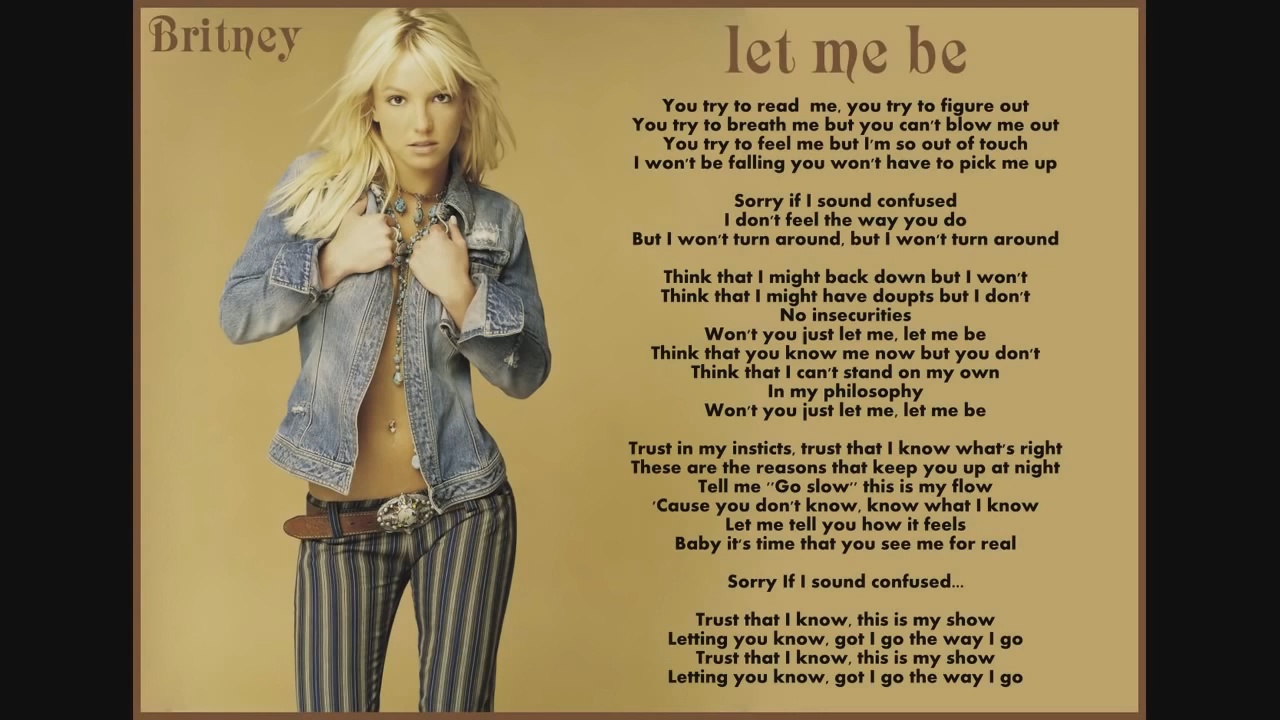 Britney
let me be
You try to read  me, you try to figure out
You try to breath me but you can't blow me out
You try to feel me but I'm so out of touch
I won't be falling you won't have to pick me up
Sorry if I sound confused
I don't feel the way you do
But I won't turn around, but I won't turn around
Think that I might back down but I won't
Think that I might have doupts but I don't
No insecurities
Won't you just let me, let me be
Think that you know me now but you don't
Think that I can't stand on my own
In my philosophy
Won't you just let me, let me be
Trust in my insticts, trust that I know what's right
These are the reasons that keep you up at night
Tell me ''Go slow'' this is my flow
'Cause you don't know, know what I know
Let me tell you how it feels
Baby it's time that you see me for real
Sorry If I sound confused...
Trust that I know, this is my show
Letting you know, got I go the way I go
Trust that I know, this is my show
Letting you know, got I go the way I go